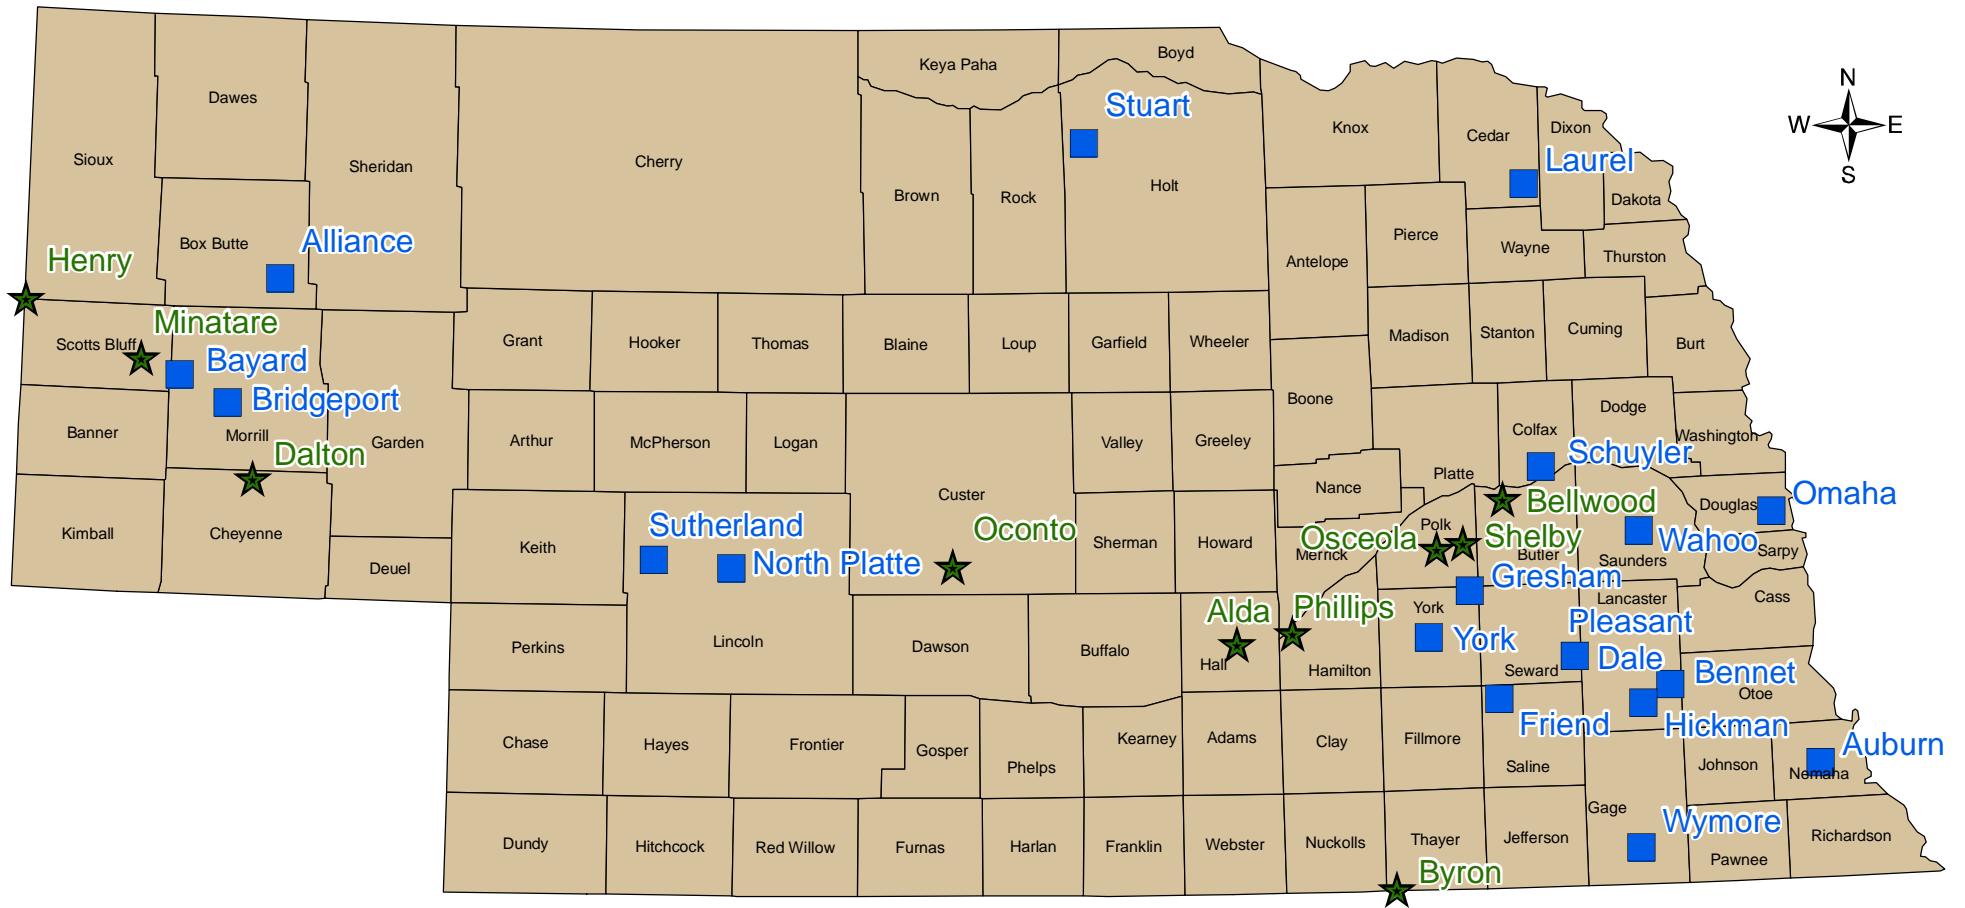 Boyd
Keya Paha
N
Dawes
Stuart
W E
Knox
Dixon
Cedar
Sioux
Sheridan
Cherry
Laurel
S
Holt
Brown
Rock
Dakota
Pierce
Box Butte
Alliance
Wayne
Henry
Antelope
Thurston
Minatare
Scotts Bluff
Grant
Hooker
Thomas
Blaine
Loup
Garfield
Wheeler
Madison
Stanton
Cuming
Burt
Bayard
Bridgeport
Boone
Dodge
Banner
Morrill
Garden
Arthur
McPherson
Logan
Valley
Greeley
Colfax
Washington
Dalton
Schuyler
Platte
Nance
Custer
Omaha
Bellwood
Douglas
Kimball
Cheyenne
Sutherland
Oconto
Polk
Keith
Sherman
Howard
Osceola
Shelby
Wahoo
Merrick
Butler
Saunders
Sarpy
North Platte
Deuel
Gresham
Lancaster
Cass
Alda
Phillips
York
Pleasant
Perkins
Lincoln
Dawson
Buffalo
York
Dale
Hall
Hamilton
Seward
Bennet
Otoe
Friend
Hickman
Chase
Hayes
Frontier
Gosper
Kearney
Adams
Clay
Fillmore
Auburn
Phelps
Saline
Johnson
Nemaha
Gage
Wymore
Dundy
Hitchcock
Red Willow
Furnas
Harlan
Franklin
Webster
Nuckolls
Thayer
Jefferson
Richardson
Pawnee
Byron